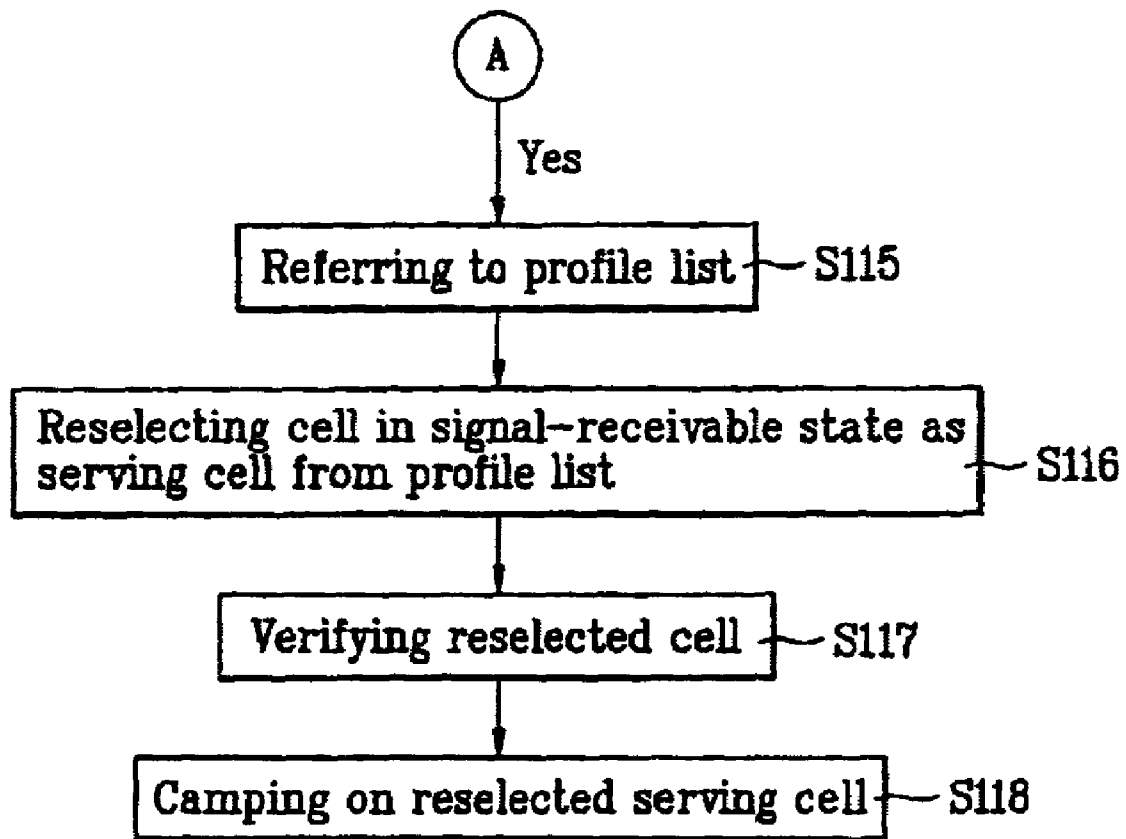 A
Yes
Referring to profile list
S115
Reselecting cell in signal-receivable state as
serving cell from profile list
S116
Verifying reselected cell
S117
Camping on reselected serving cell
S118